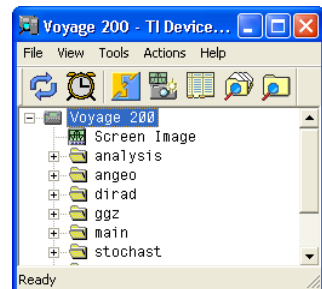 Voyage 200 - TI Device...
File View Tools Actions Help
Voyage 200
Screen Image
analysis
angeo
dirad
ggz
main
stochast
Ready